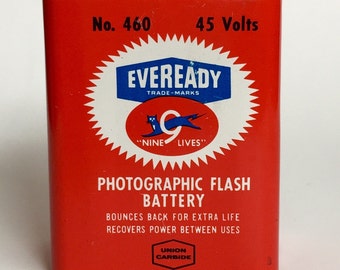 No. 460 45 Volts
EVEREADY
TRADE-MARKS
9
"NINE LIVES"
PHOTOGRAPHIC FLASH
BATTERY
BOUNCES BACK FOR EXTRA LIFE
RECOVERS POWER BETWEEN USES
UNION
CARBIDE